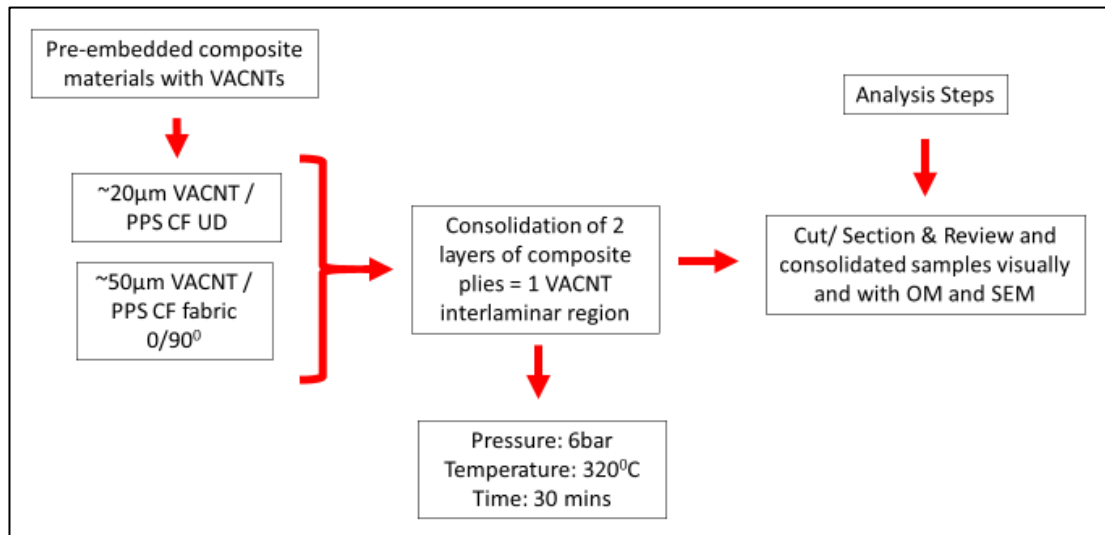 Pre-embedded composite
materials with VACNTs
~20μm VACNT /
PPS CF UD
~50μm VACNT /
PPS CF fabric
0/90⁰
Consolidation of 2
layers of composite
plies = 1 VACNT
interlaminar region
Pressure: 6bar
Temperature: 320⁰C
Time: 30 mins
Analysis Steps
Cut/ Section & Review and
consolidated samples visually
and with OM and SEM